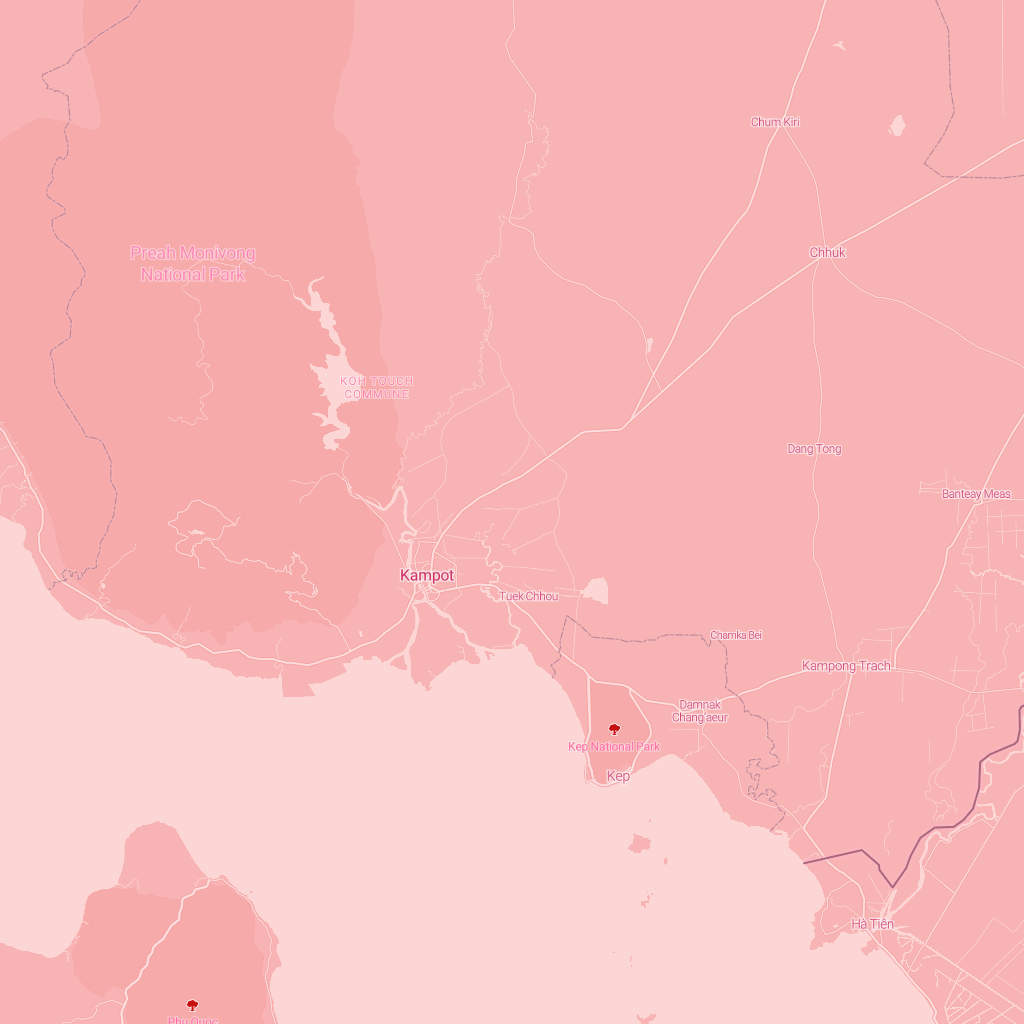 Chum Kiri
Preah Monivong
National Park
Chhuk
KOH TOUCH
COMMUNE
Dang Tong
Banteay Meas
Kampot
Tuek Chhou
Chamka Bei
Kampong Trach
Damnak
Chang'aeur
Kep National Park
Kep
Hà Tiên
Phu Quoc